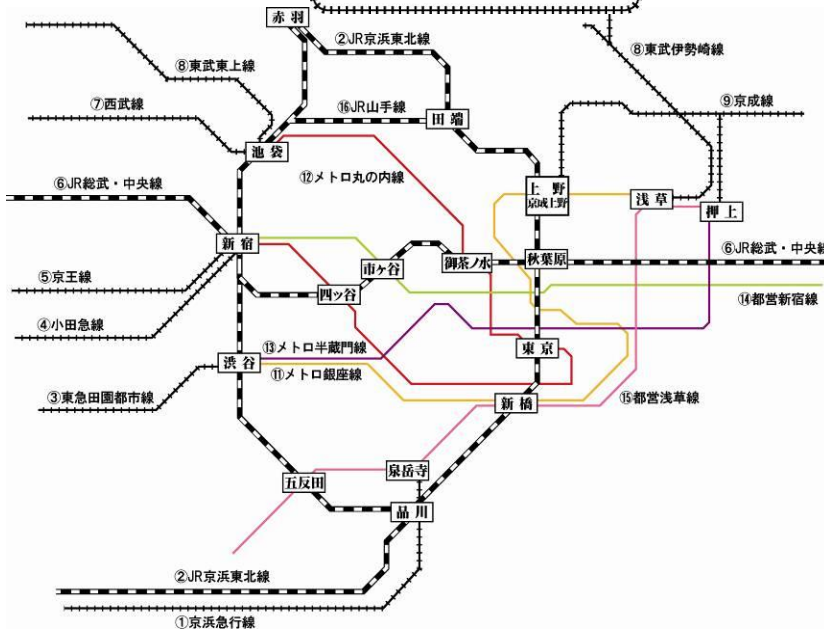 赤羽
②JR京浜東北線
⑧東武伊勢崎線
⑧東武東上線
⑨京成線
⑦西武線
⑯JR山手線
田端
池袋
⑫メトロ丸の内線
⑥JR総武・中央線
上野
京成上野
浅草
押上
新宿
市ヶ谷
御茶ノ水
秋葉原
⑥JR総武・中央線
⑤京王線
四ッ谷
⑭都営新宿線
④小田急線
⑬メトロ半蔵門線
東京
渋谷
⑪メトロ銀座線
③東急田園都市線
新橋
⑮都営浅草線
泉岳寺
五反田
品川
②JR京浜東北線
①京浜急行線